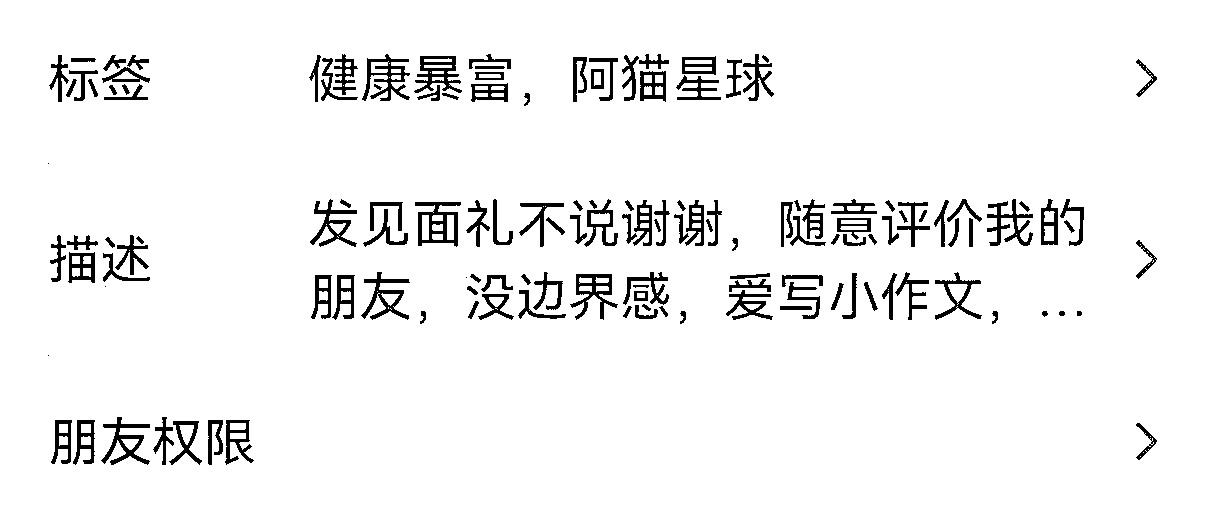 标签 健康暴富，阿猫星球
描述 发见面礼不说谢谢，随意评价我的
朋友，没边界感，爱写小作文，...
朋友权限